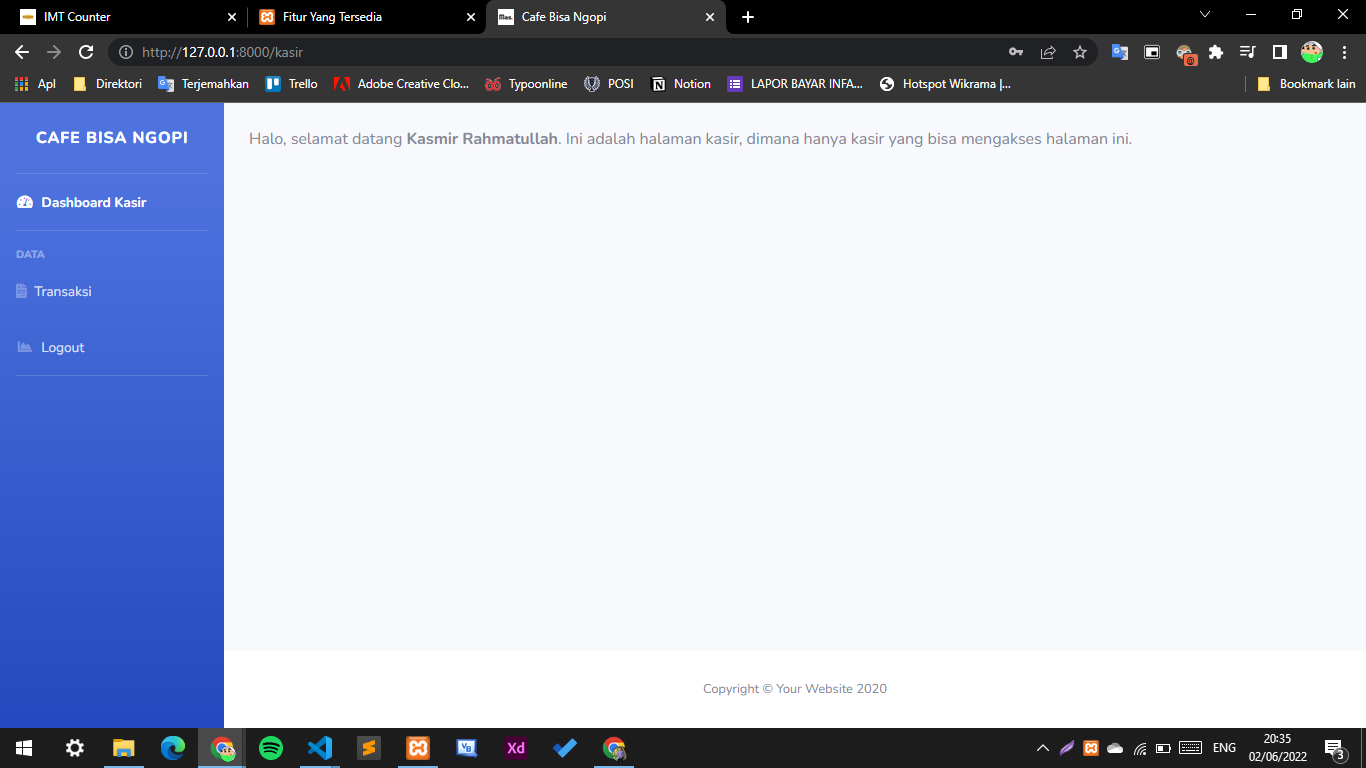 IMT Counter
Fitur Yang Tersedia
Mas.
Cafe Bisa Ngopi
http://127.0.0.1:8000/kasir
Apl
Direktori
Terjemahkan
Trello
Adobe Creative Clo...
Typoonline
POSI
Notion
LAPOR BAYAR INFA...
Hotspot Wikrama |...
Bookmark lain
CAFE BISA NGOPI
Dashboard Kasir
DATA
Transaksi
Logout
Halo, selamat datang Kasmir Rahmatullah. Ini adalah halaman kasir, dimana hanya kasir yang bisa mengakses halaman ini.
Copyright © Your Website 2020
VB
Xd
ENG
20:35
02/06/2022
3